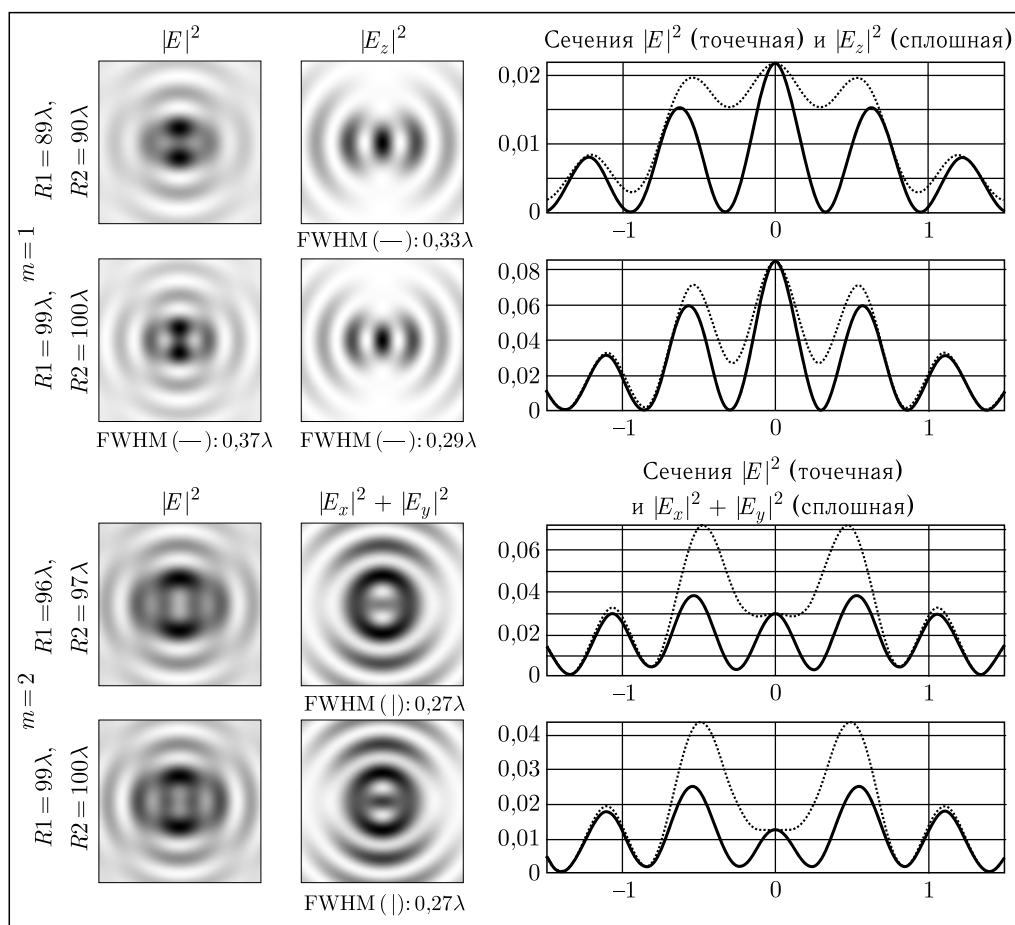 |E|² |E_z|² Сечения |E|² (точечная) и |E_z|² (сплошная)
m = 1
R1 = 89λ,
R2 = 90λ
0,02
0,01
0
−1 0 1
FWHM (—): 0,33λ
R1 = 99λ,
R2 = 100λ
0,08
0,06
0,04
0,02
0
−1 0 1
FWHM (—): 0,37λ FWHM (—): 0,29λ
Сечения |E|² (точечная)
|E|² |E_x|² + |E_y|² и |E_x|² + |E_y|² (сплошная)
m = 2
R1 = 96λ,
R2 = 97λ
0,06
0,04
0,02
0
−1 0 1
FWHM (|): 0,27λ
R1 = 99λ,
R2 = 100λ
0,04
0,03
0,02
0,01
0
−1 0 1
FWHM (|): 0,27λ